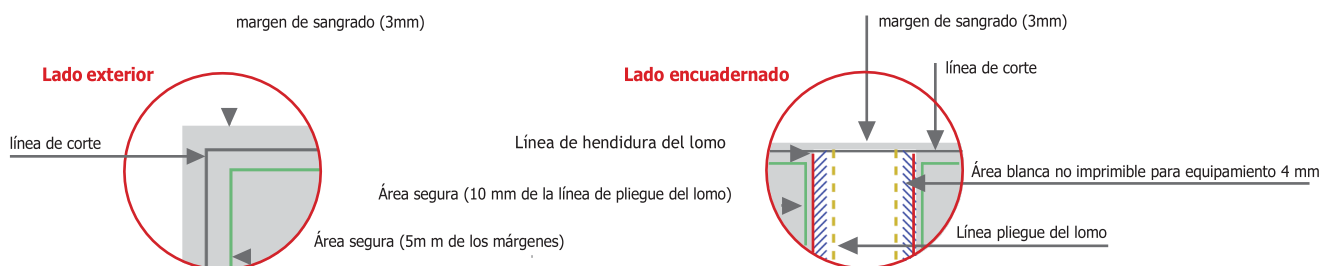 margen de sangrado (3mm)
margen de sangrado (3mm)
Lado exterior
Lado encuadernado
línea de corte
línea de corte
Línea de hendidura del lomo
Área blanca no imprimible para equipamiento 4 mm
Área segura (10 mm de la línea de pliegue del lomo)
Línea pliegue del lomo
Área segura (5m m de los márgenes)